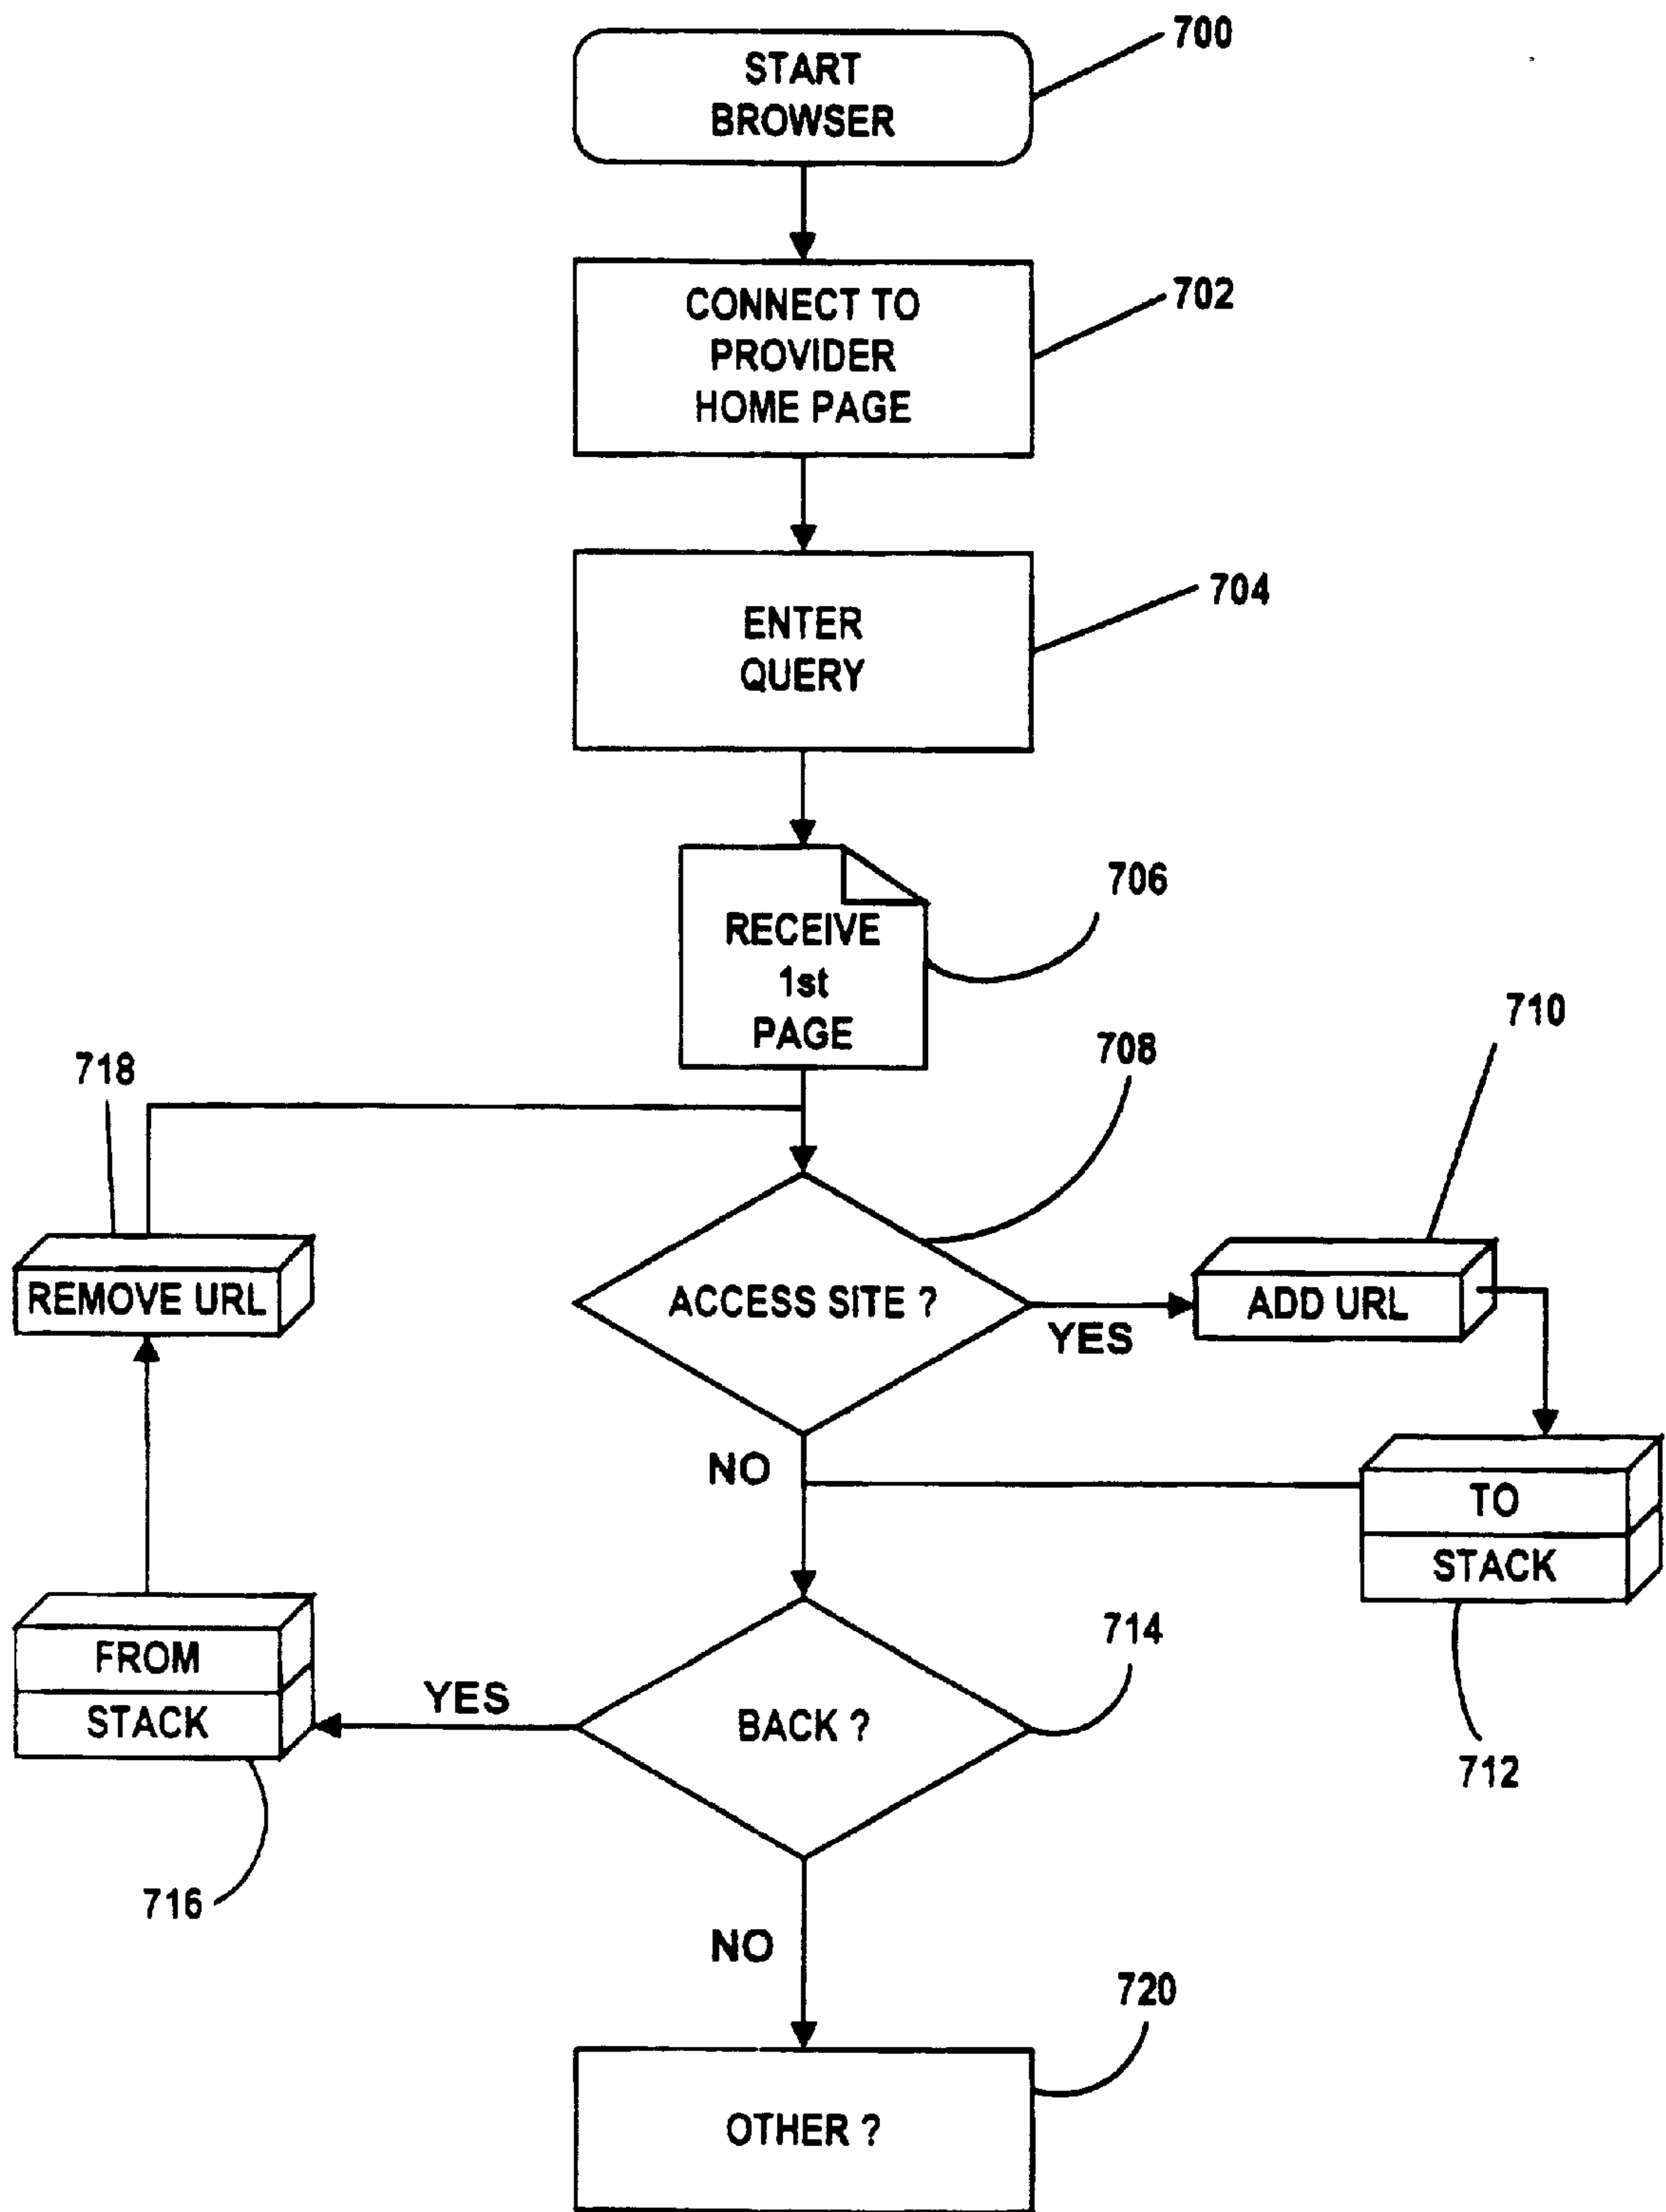 START
BROWSER
700
CONNECT TO
PROVIDER
HOME PAGE
702
ENTER
QUERY
704
RECEIVE
1st
PAGE
706
708
710
718
REMOVE URL
ACCESS SITE ?
YES
ADD URL
NO
TO
STACK
712
FROM
STACK
716
YES
BACK ?
714
NO
720
OTHER ?